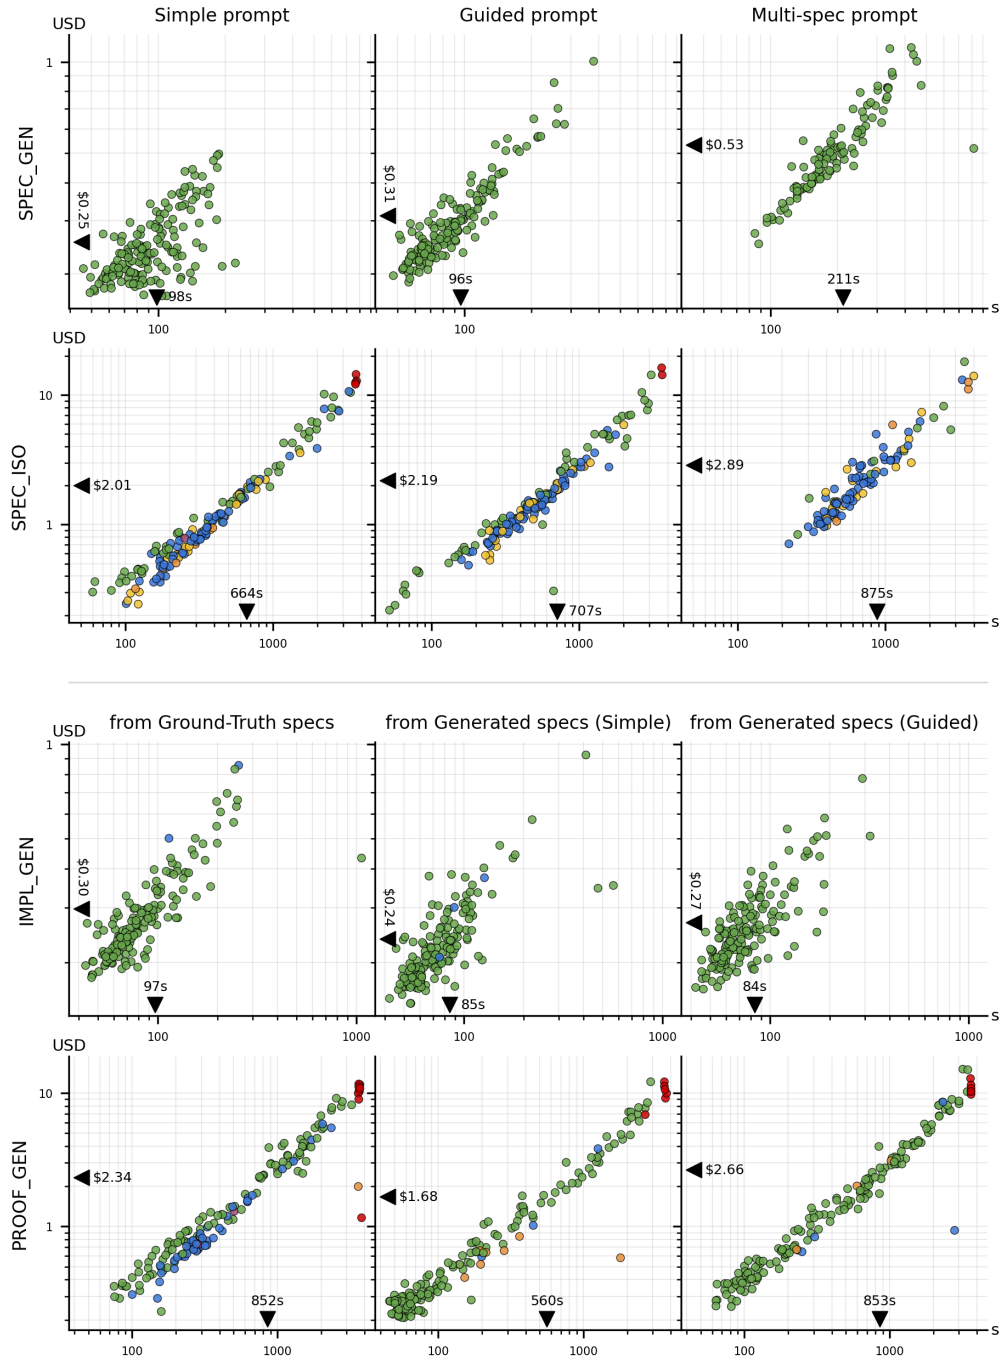 Simple prompt Guided prompt Multi-spec prompt
USD
SPEC_GEN
1
$0.25
98s
100
$0.31
96s
100
$0.53
211s
100
s
USD
SPEC_ISO
10
1
$2.01
664s
100 1000
$2.19
707s
100 1000
$2.89
875s
100 1000
s
from Ground-Truth specs from Generated specs (Simple) from Generated specs (Guided)
USD
IMPL_GEN
1
$0.30
97s
100 1000
$0.24
85s
100 1000
$0.27
84s
100 1000
s
USD
PROOF_GEN
10
1
$2.34
852s
100 1000
$1.68
560s
100 1000
$2.66
853s
100 1000
s